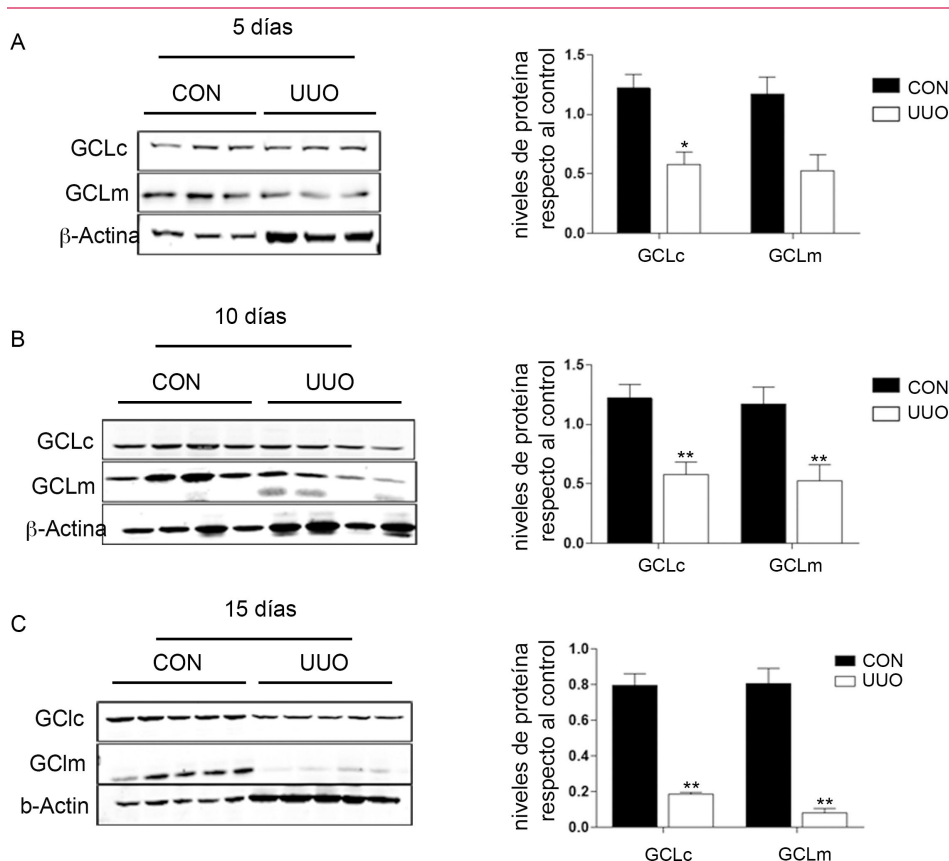 A
5 días
CON UUO
GCLc
GCLm
β-Actina
niveles de proteína
respecto al control
1.5
1.0
0.5
0.0
*
GCLc GCLm
CON
UUO
B
10 días
CON UUO
GCLc
GCLm
β-Actina
niveles de proteína
respecto al control
1.5
1.0
0.5
0.0
** **
GCLc GCLm
CON
UUO
C
15 días
CON UUO
GClc
GClm
b-Actin
niveles de proteína
respecto al control
1.0
0.8
0.6
0.4
0.2
0.0
** **
GCLc GCLm
CON
UUO